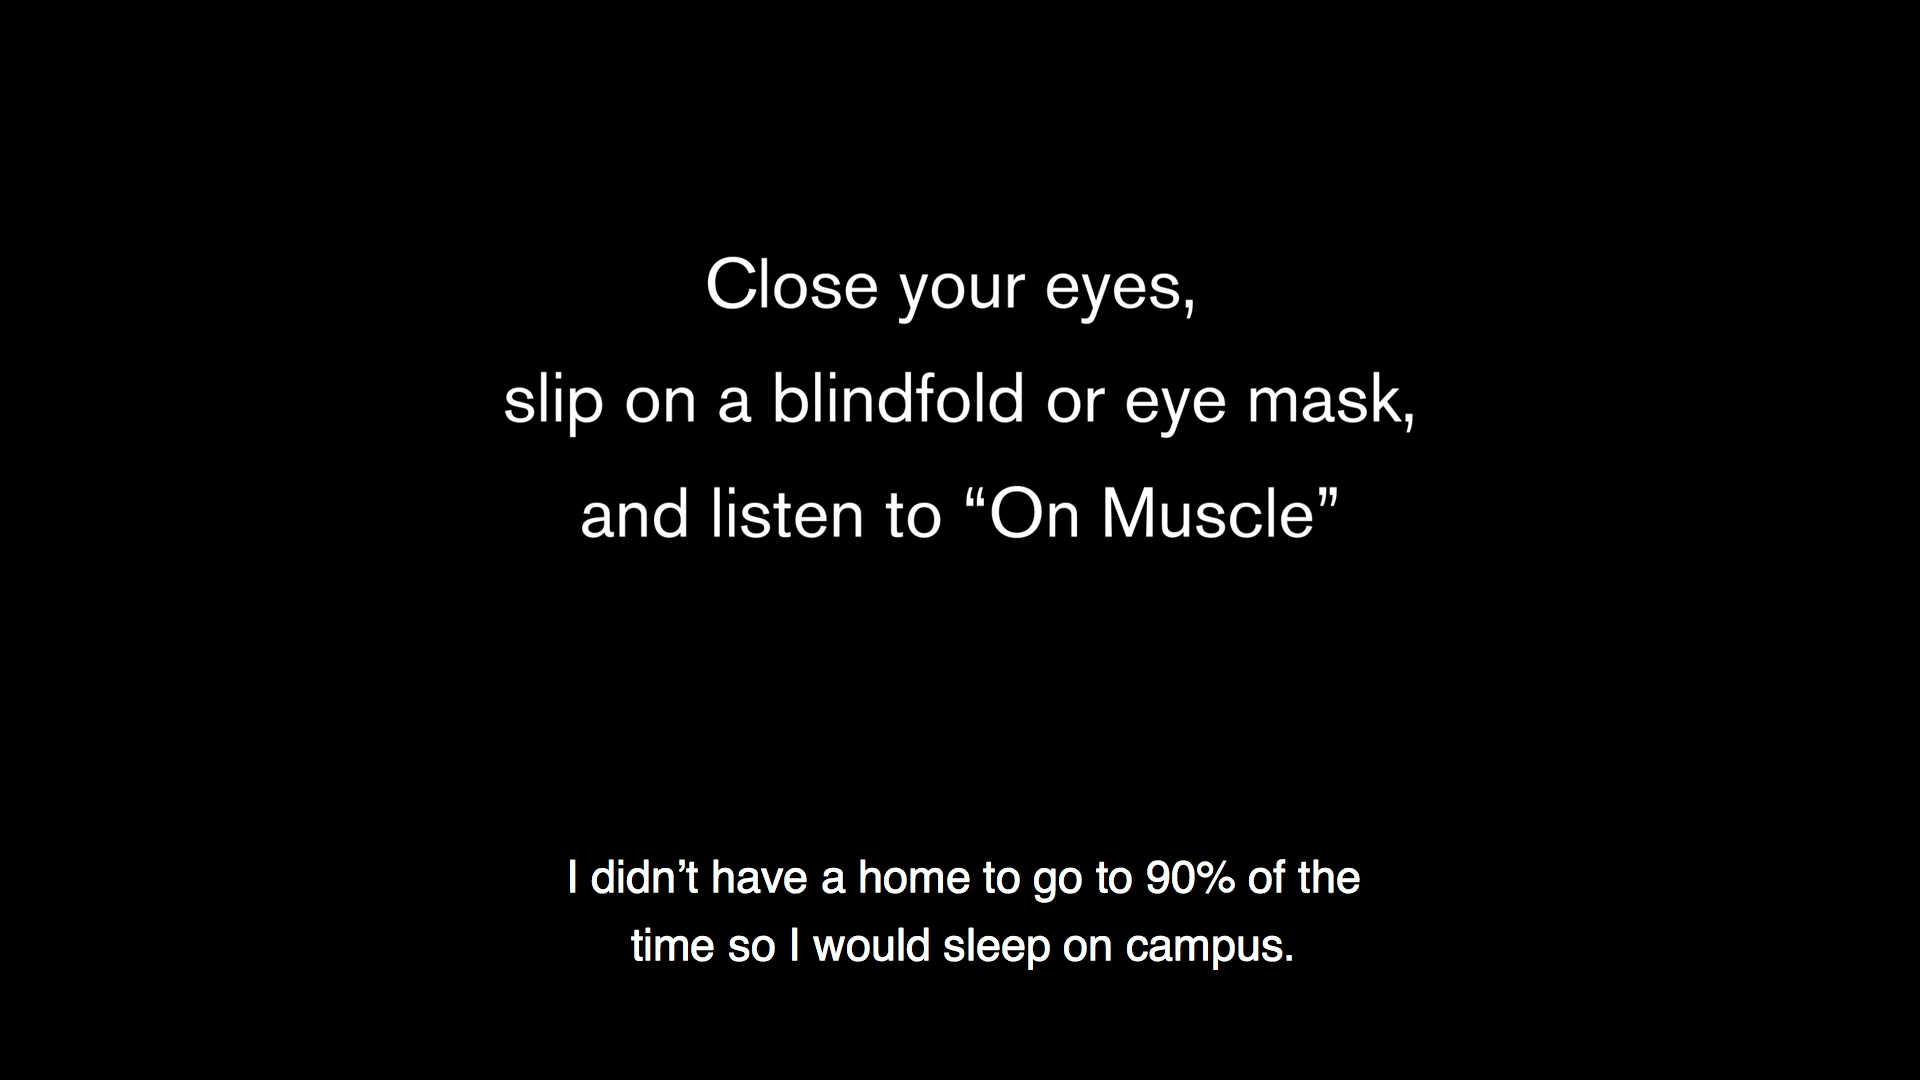 Close your eyes,
slip on a blindfold or eye mask,
and listen to “On Muscle”
I didn’t have a home to go to 90% of the
time so I would sleep on campus.